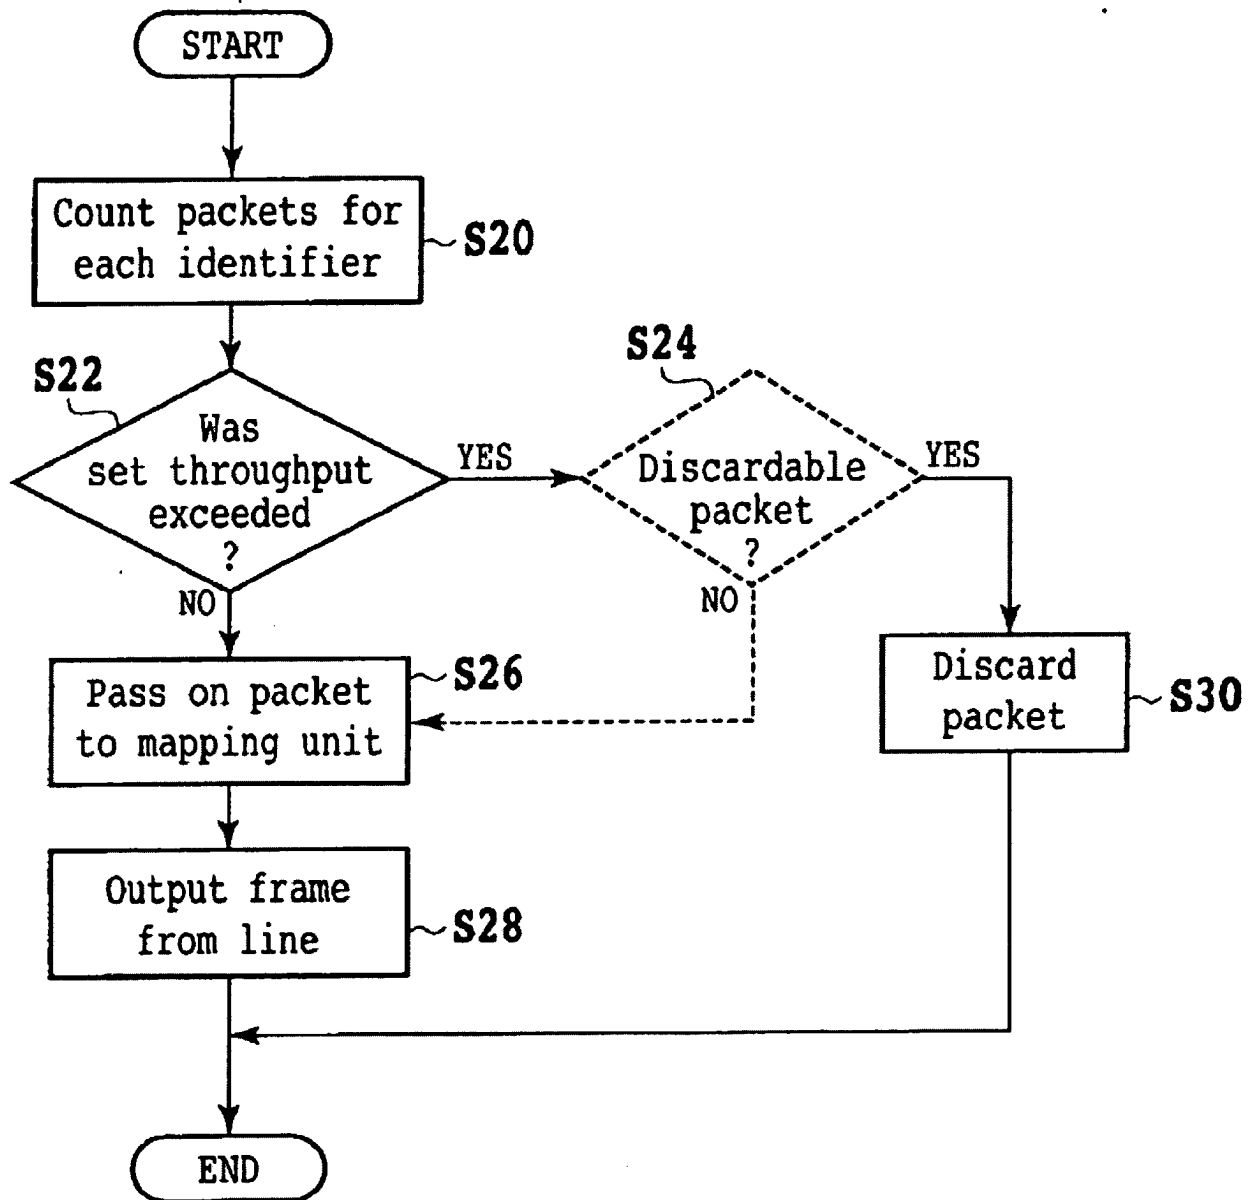 START
Count packets for
each identifier
S20
S22
Was
set throughput
exceeded
?
YES
NO
S24
Discardable
packet
?
YES
NO
Pass on packet
to mapping unit
S26
Discard
packet
S30
Output frame
from line
S28
END